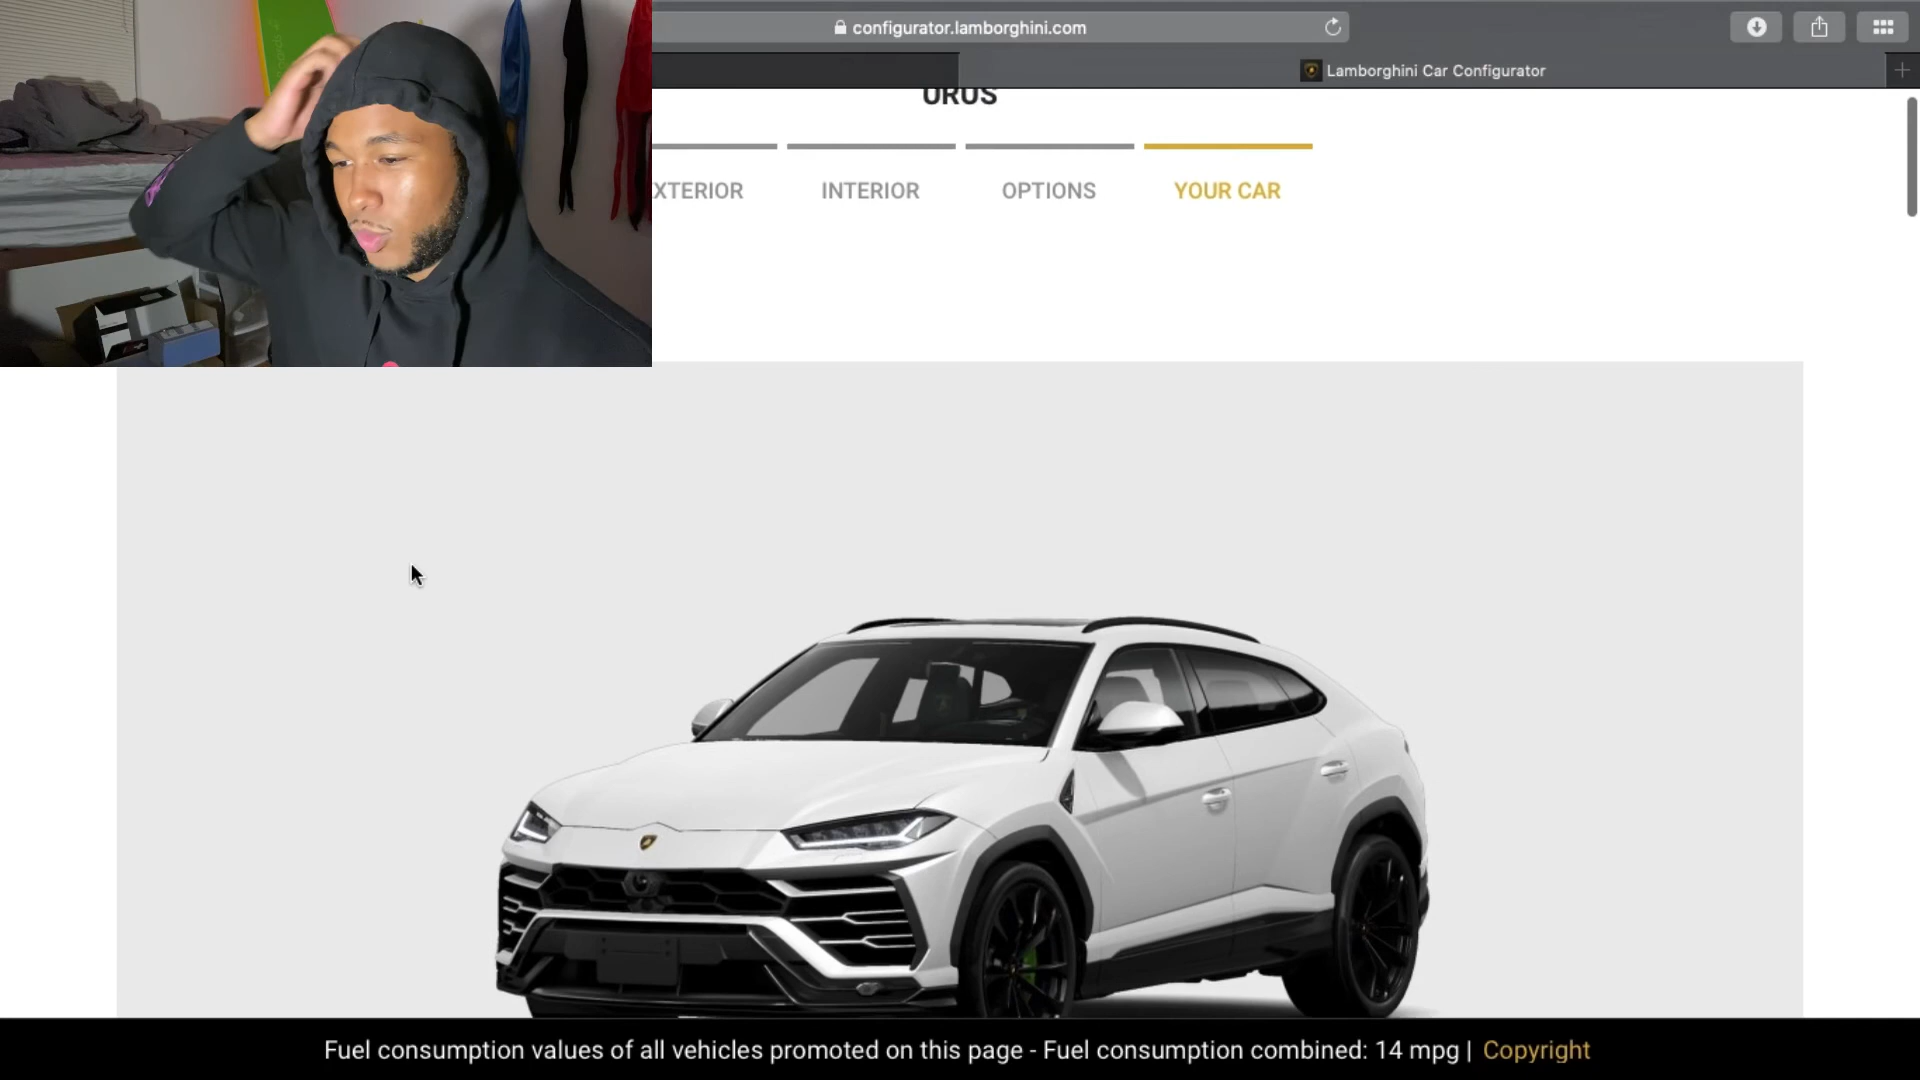 configurator.lamborghini.com
Lamborghini Car Configurator
URUS
XTERIOR
INTERIOR
OPTIONS
YOUR CAR
Fuel consumption values of all vehicles promoted on this page - Fuel consumption combined: 14 mpg | Copyright